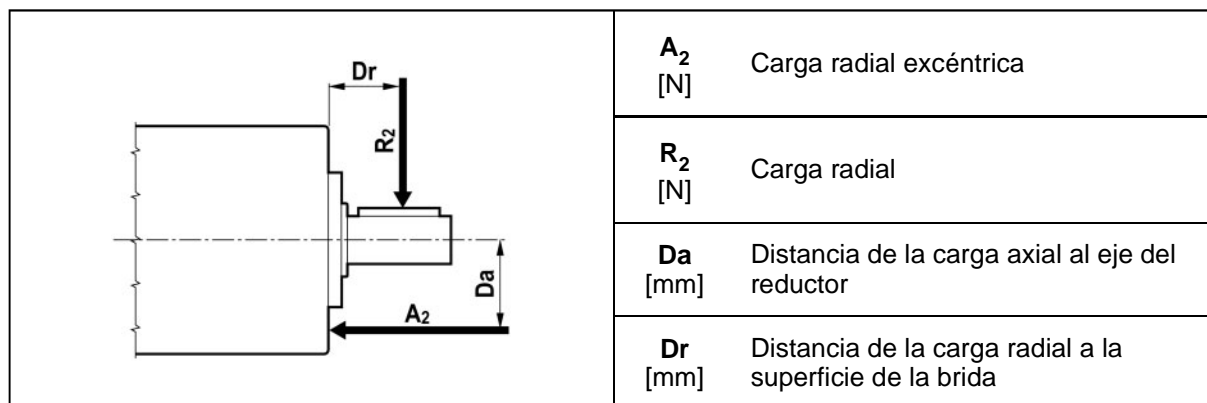 Dr
R2
Da
A2
A2
[N]
Carga radial excéntrica
R2
[N]
Carga radial
Da
[mm]
Distancia de la carga axial al eje del
reductor
Dr
[mm]
Distancia de la carga radial a la
superficie de la brida